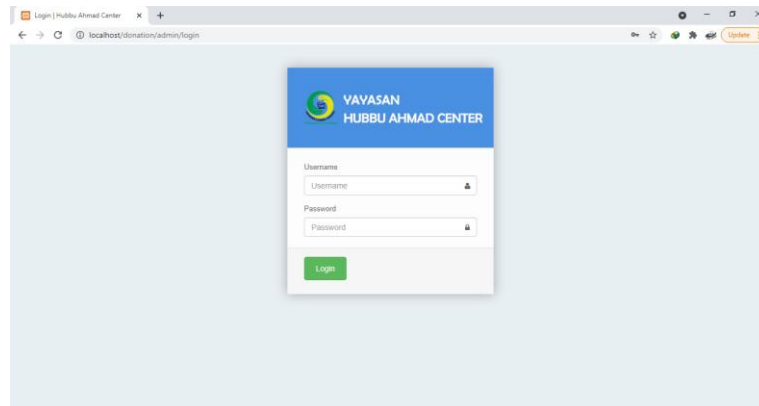 Login | Hubbu Ahmad Center
localhost/donation/admin/login
Update
YAYASAN
HUBBU AHMAD CENTER
Username
Username
Password
Password
Login